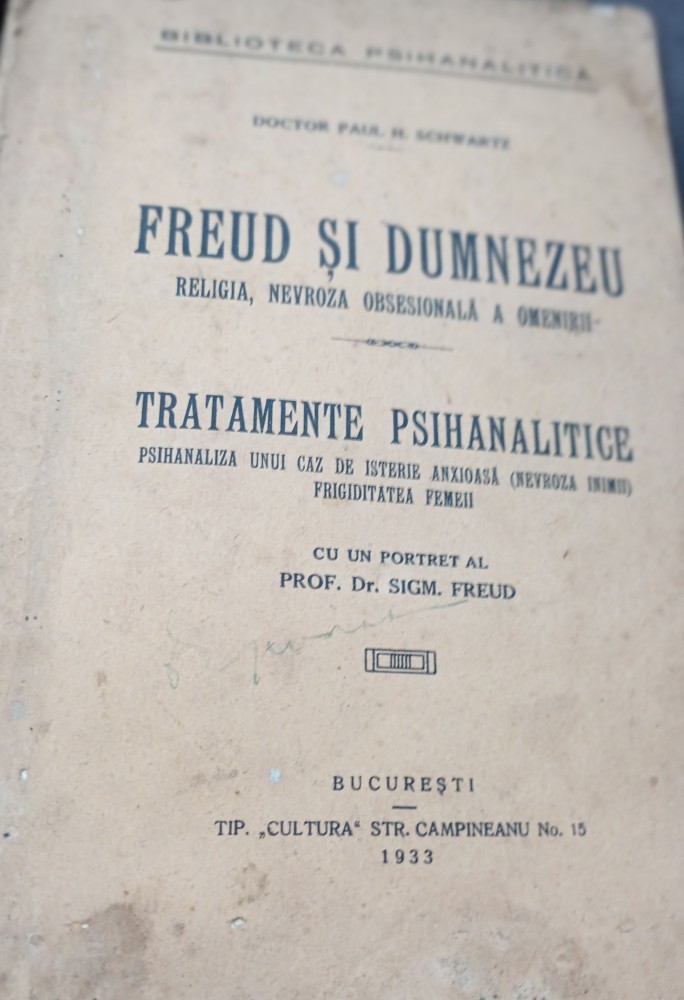 BIBLIOTECA PSIHANALITICA
DOCTOR PAUL H. SCHWARTZ
FREUD ȘI DUMNEZEU
RELIGIA, NEVROZA OBSESIONALĂ A OMENIRII
TRATAMENTE PSIHANALITICE
PSIHANALIZA UNUI CAZ DE ISTERIE ANXIOASĂ (NEVROZA INIMII)
FRIGIDITATEA FEMEII
CU UN PORTRET AL
PROF. Dr. SIGM. FREUD
BUCUREȘTI
TIP. „CULTURA“ STR. CAMPINEANU No. 15
1933